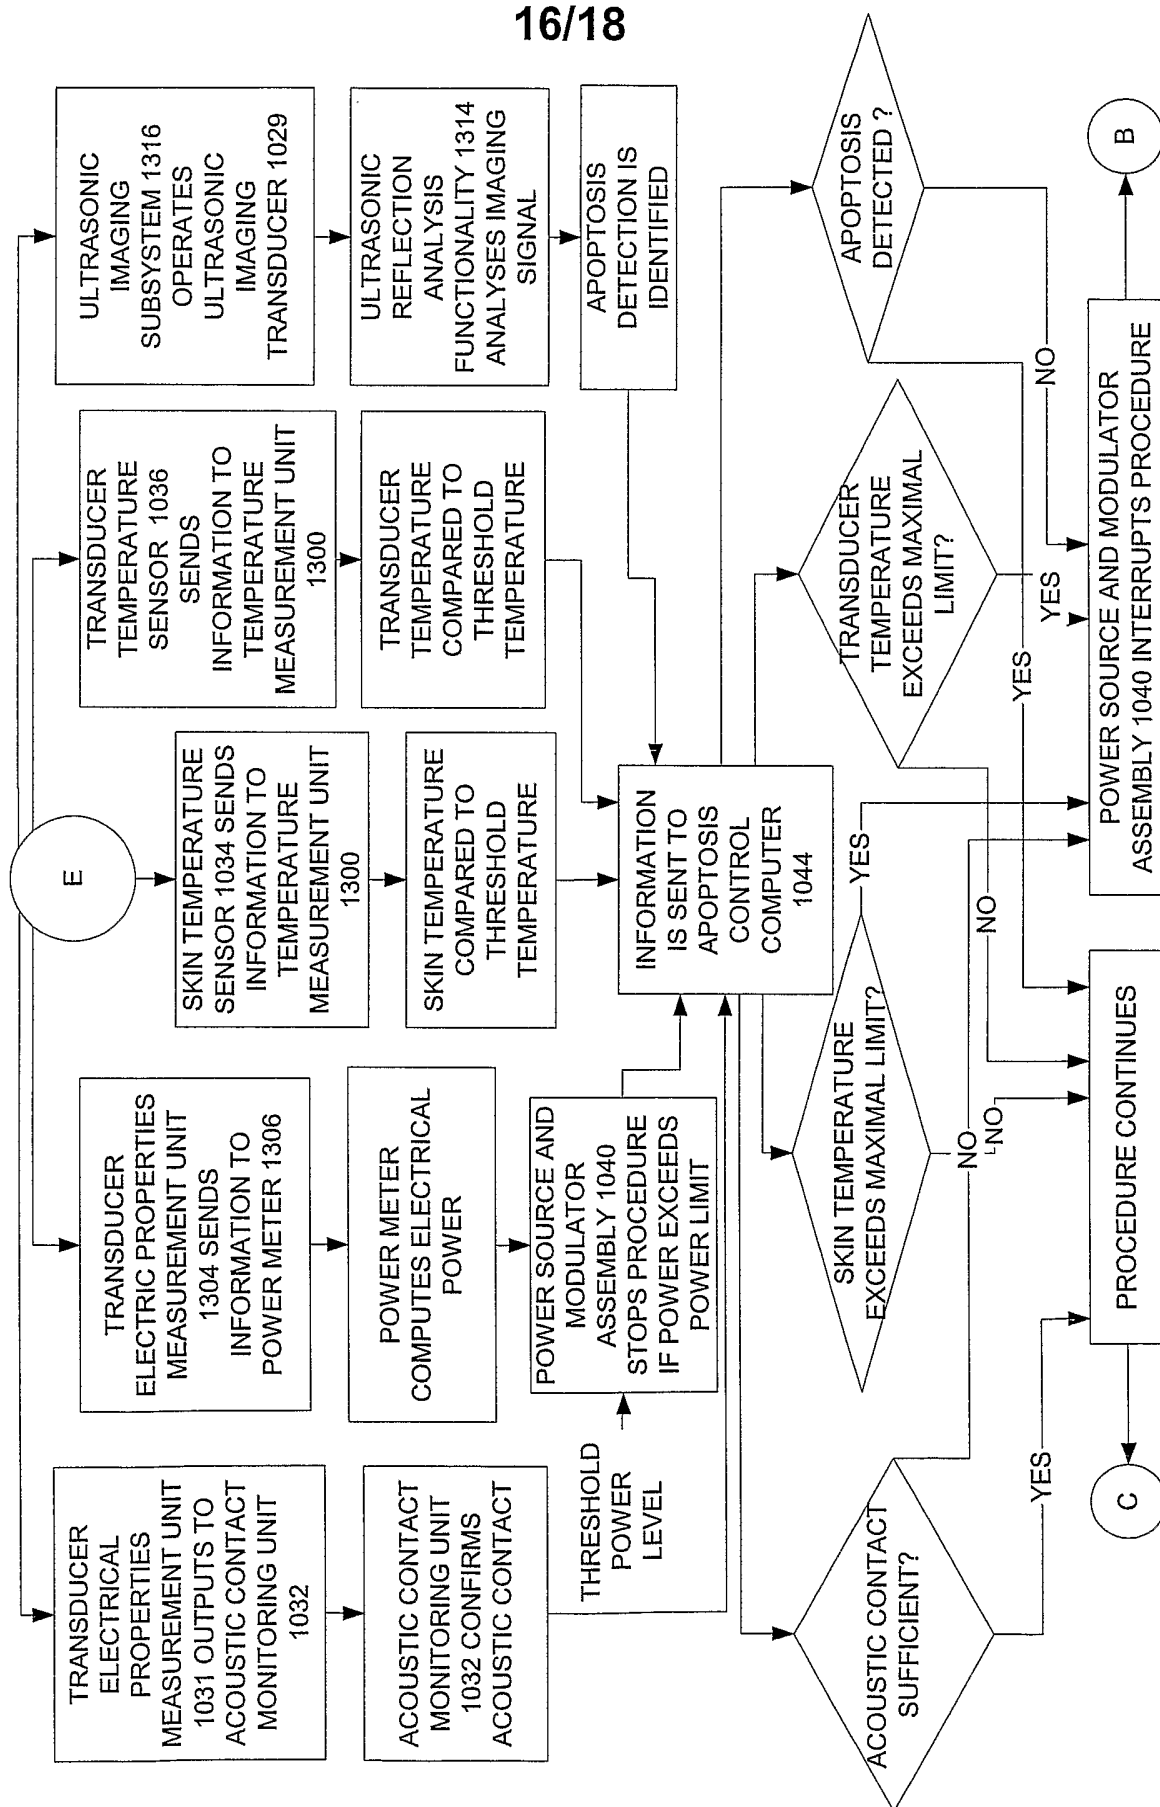 16/18
E
TRANSDUCER
ELECTRICAL
PROPERTIES
MEASUREMENT UNIT
1031 OUTPUTS TO
ACOUSTIC CONTACT
MONITORING UNIT
1032
TRANSDUCER
ELECTRIC PROPERTIES
MEASUREMENT UNIT
1304 SENDS
INFORMATION TO
POWER METER 1306
SKIN TEMPERATURE
SENSOR 1034 SENDS
INFORMATION TO
TEMPERATURE
MEASUREMENT UNIT
1300
TRANSDUCER
TEMPERATURE
SENSOR 1036
SENDS
INFORMATION TO
TEMPERATURE
MEASUREMENT UNIT
1300
ULTRASONIC
IMAGING
SUBSYSTEM 1316
OPERATES
ULTRASONIC
IMAGING
TRANSDUCER 1029
ACOUSTIC CONTACT
MONITORING UNIT
1032 CONFIRMS
ACOUSTIC CONTACT
POWER METER
COMPUTES ELECTRICAL
POWER
SKIN TEMPERATURE
COMPARED TO
THRESHOLD
TEMPERATURE
TRANSDUCER
TEMPERATURE
COMPARED TO
THRESHOLD
TEMPERATURE
ULTRASONIC
REFLECTION
ANALYSIS
FUNCTIONALITY 1314
ANALYSES IMAGING
SIGNAL
THRESHOLD
POWER
LEVEL
POWER SOURCE AND
MODULATOR
ASSEMBLY 1040
STOPS PROCEDURE
IF POWER EXCEEDS
POWER LIMIT
INFORMATION
IS SENT TO
APOPTOSIS
CONTROL
COMPUTER
1044
APOPTOSIS
DETECTION IS
IDENTIFIED
ACOUSTIC CONTACT
SUFFICIENT?
SKIN TEMPERATURE
EXCEEDS MAXIMAL LIMIT?
TRANSDUCER
TEMPERATURE
EXCEEDS MAXIMAL
LIMIT?
APOPTOSIS
DETECTED ?
YES
NO
NO
YES
NO
YES
YES
NO
PROCEDURE CONTINUES
POWER SOURCE AND MODULATOR
ASSEMBLY 1040 INTERRUPTS PROCEDURE
C
B